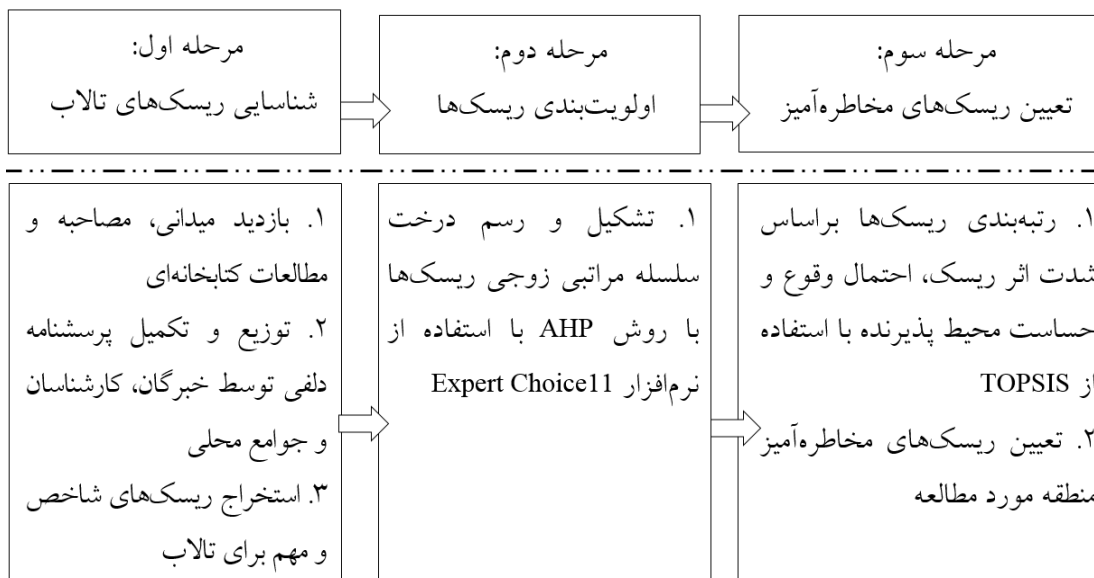 مرحله اول:
شناسایی ریسک‌های تالاب
مرحله دوم:
اولویت‌بندی ریسک‌ها
مرحله سوم:
تعیین ریسک‌های مخاطره‌آمیز
۱. بازدید میدانی، مصاحبه و
مطالعات کتابخانه‌ای
۲. توزیع و تکمیل پرسشنامه
دلفی توسط خبرگان، کارشناسان
و جوامع محلی
۳. استخراج ریسک‌های شاخص
و مهم برای تالاب
۱. تشکیل و رسم درخت
سلسله مراتبی زوجی ریسک‌ها
با روش AHP با استفاده از
نرم‌افزار Expert Choice11
۱. رتبه‌بندی ریسک‌ها براساس
شدت اثر ریسک، احتمال وقوع و
حساست محیط پذیرنده با استفاده
از TOPSIS
۲. تعیین ریسک‌های مخاطره‌آمیز
منطقه مورد مطالعه